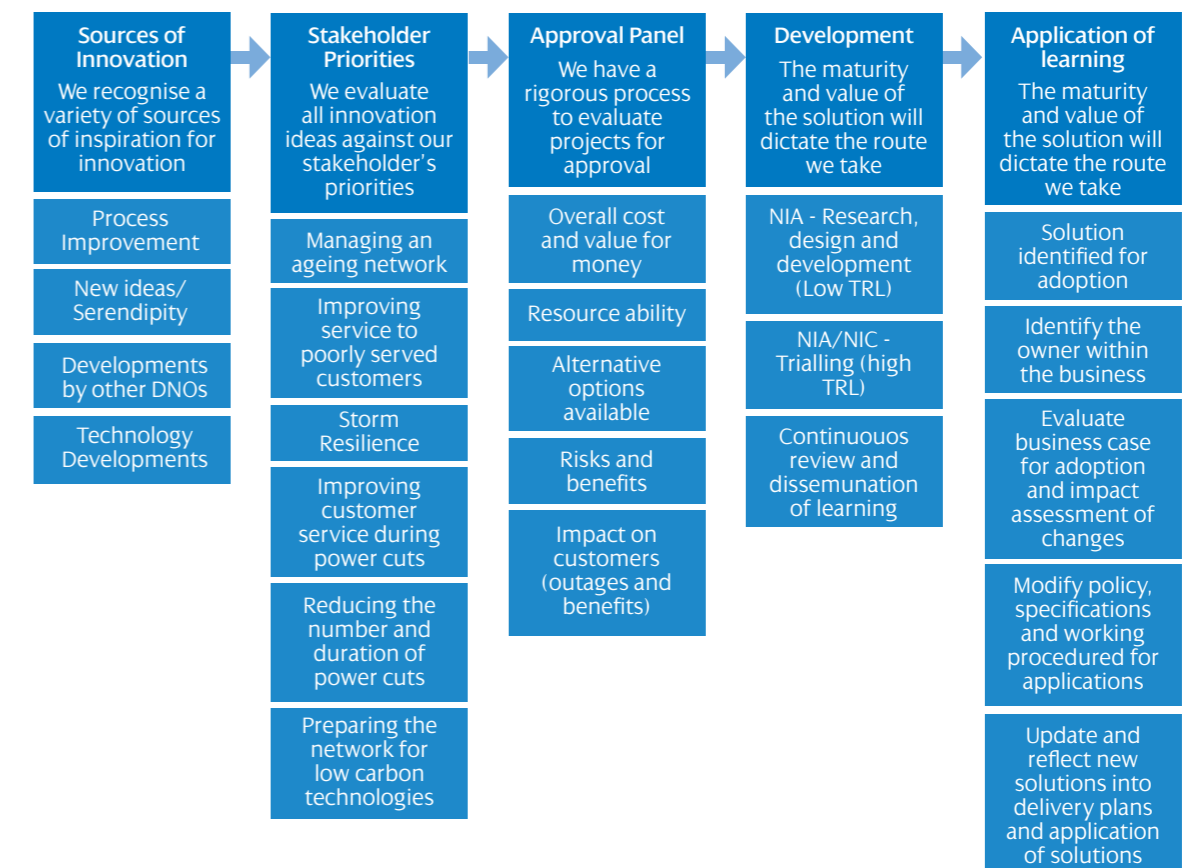 Sources of
Innovation
We recognise a
variety of sources
of inspiration for
innovation
Process
Improvement
New ideas/
Serendipity
Developments
by other DNOs
Technology
Developments
Stakeholder
Priorities
We evaluate
all innovation
ideas against our
stakeholder's
priorities
Managing an
ageing network
Improving
service to
poorly served
customers
Storm
Resilience
Improving
customer
service during
power cuts
Reducing the
number and
duration of
power cuts
Preparing the
network for
low carbon
technologies
Approval Panel
We have a
rigorous process
to evaluate
projects for
approval
Overall cost
and value for
money
Resource ability
Alternative
options
available
Risks and
benefits
Impact on
customers
(outages and
benefits)
Development
The maturity
and value of
the solution will
dictate the route
we take
NIA - Research,
design and
development
(Low TRL)
NIA/NIC -
Trialling (high
TRL)
Continuouos
review and
dissemunation
of learning
Application of
learning
The maturity
and value of
the solution will
dictate the route
we take
Solution
identified for
adoption
Identify the
owner within
the business
Evaluate
business case
for adoption
and impact
assessment of
changes
Modify policy,
specifications
and working
procedured for
applications
Update and
reflect new
solutions into
delivery plans
and application
of solutions